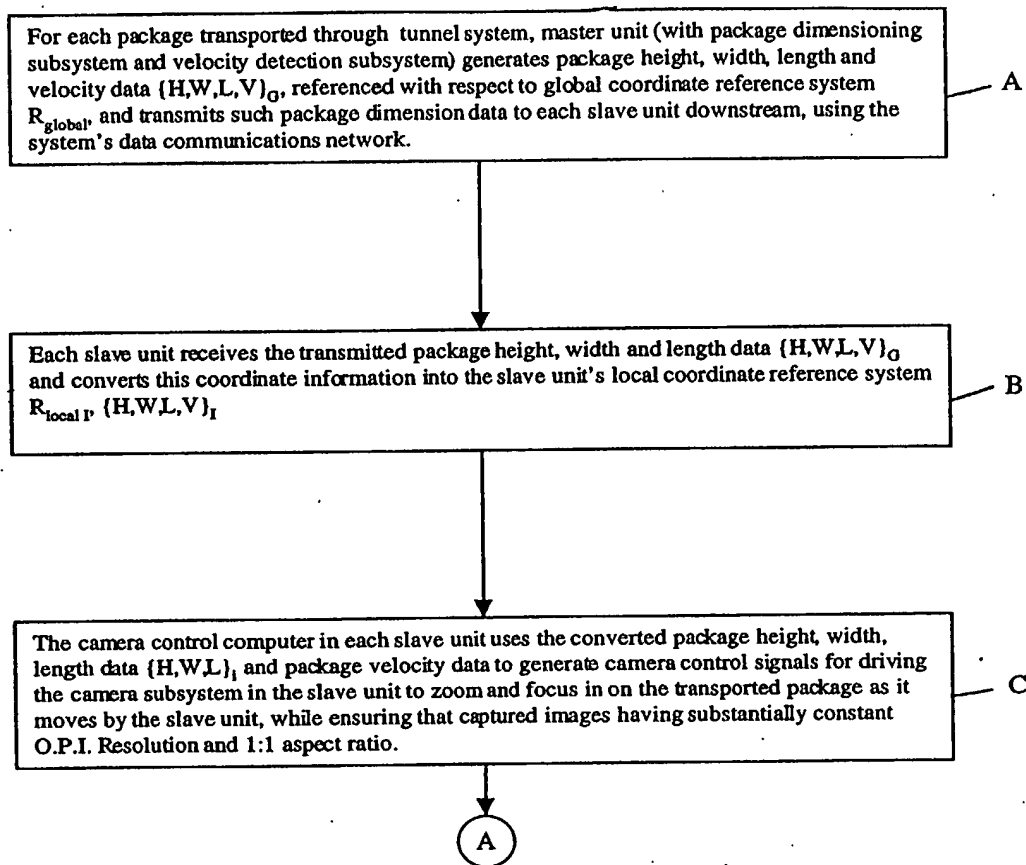 For each package transported through tunnel system, master unit (with package dimensioning
subsystem and velocity detection subsystem) generates package height, width, length and
velocity data {H,W,L,V}G, referenced with respect to global coordinate reference system
Rglobal, and transmits such package dimension data to each slave unit downstream, using the
system's data communications network.
A
Each slave unit receives the transmitted package height, width and length data {H,W,L,V}G
and converts this coordinate information into the slave unit's local coordinate reference system
Rlocal I, {H,W,L,V}I
B
The camera control computer in each slave unit uses the converted package height, width,
length data {H,W,L}i and package velocity data to generate camera control signals for driving
the camera subsystem in the slave unit to zoom and focus in on the transported package as it
moves by the slave unit, while ensuring that captured images having substantially constant
O.P.I. Resolution and 1:1 aspect ratio.
C
A